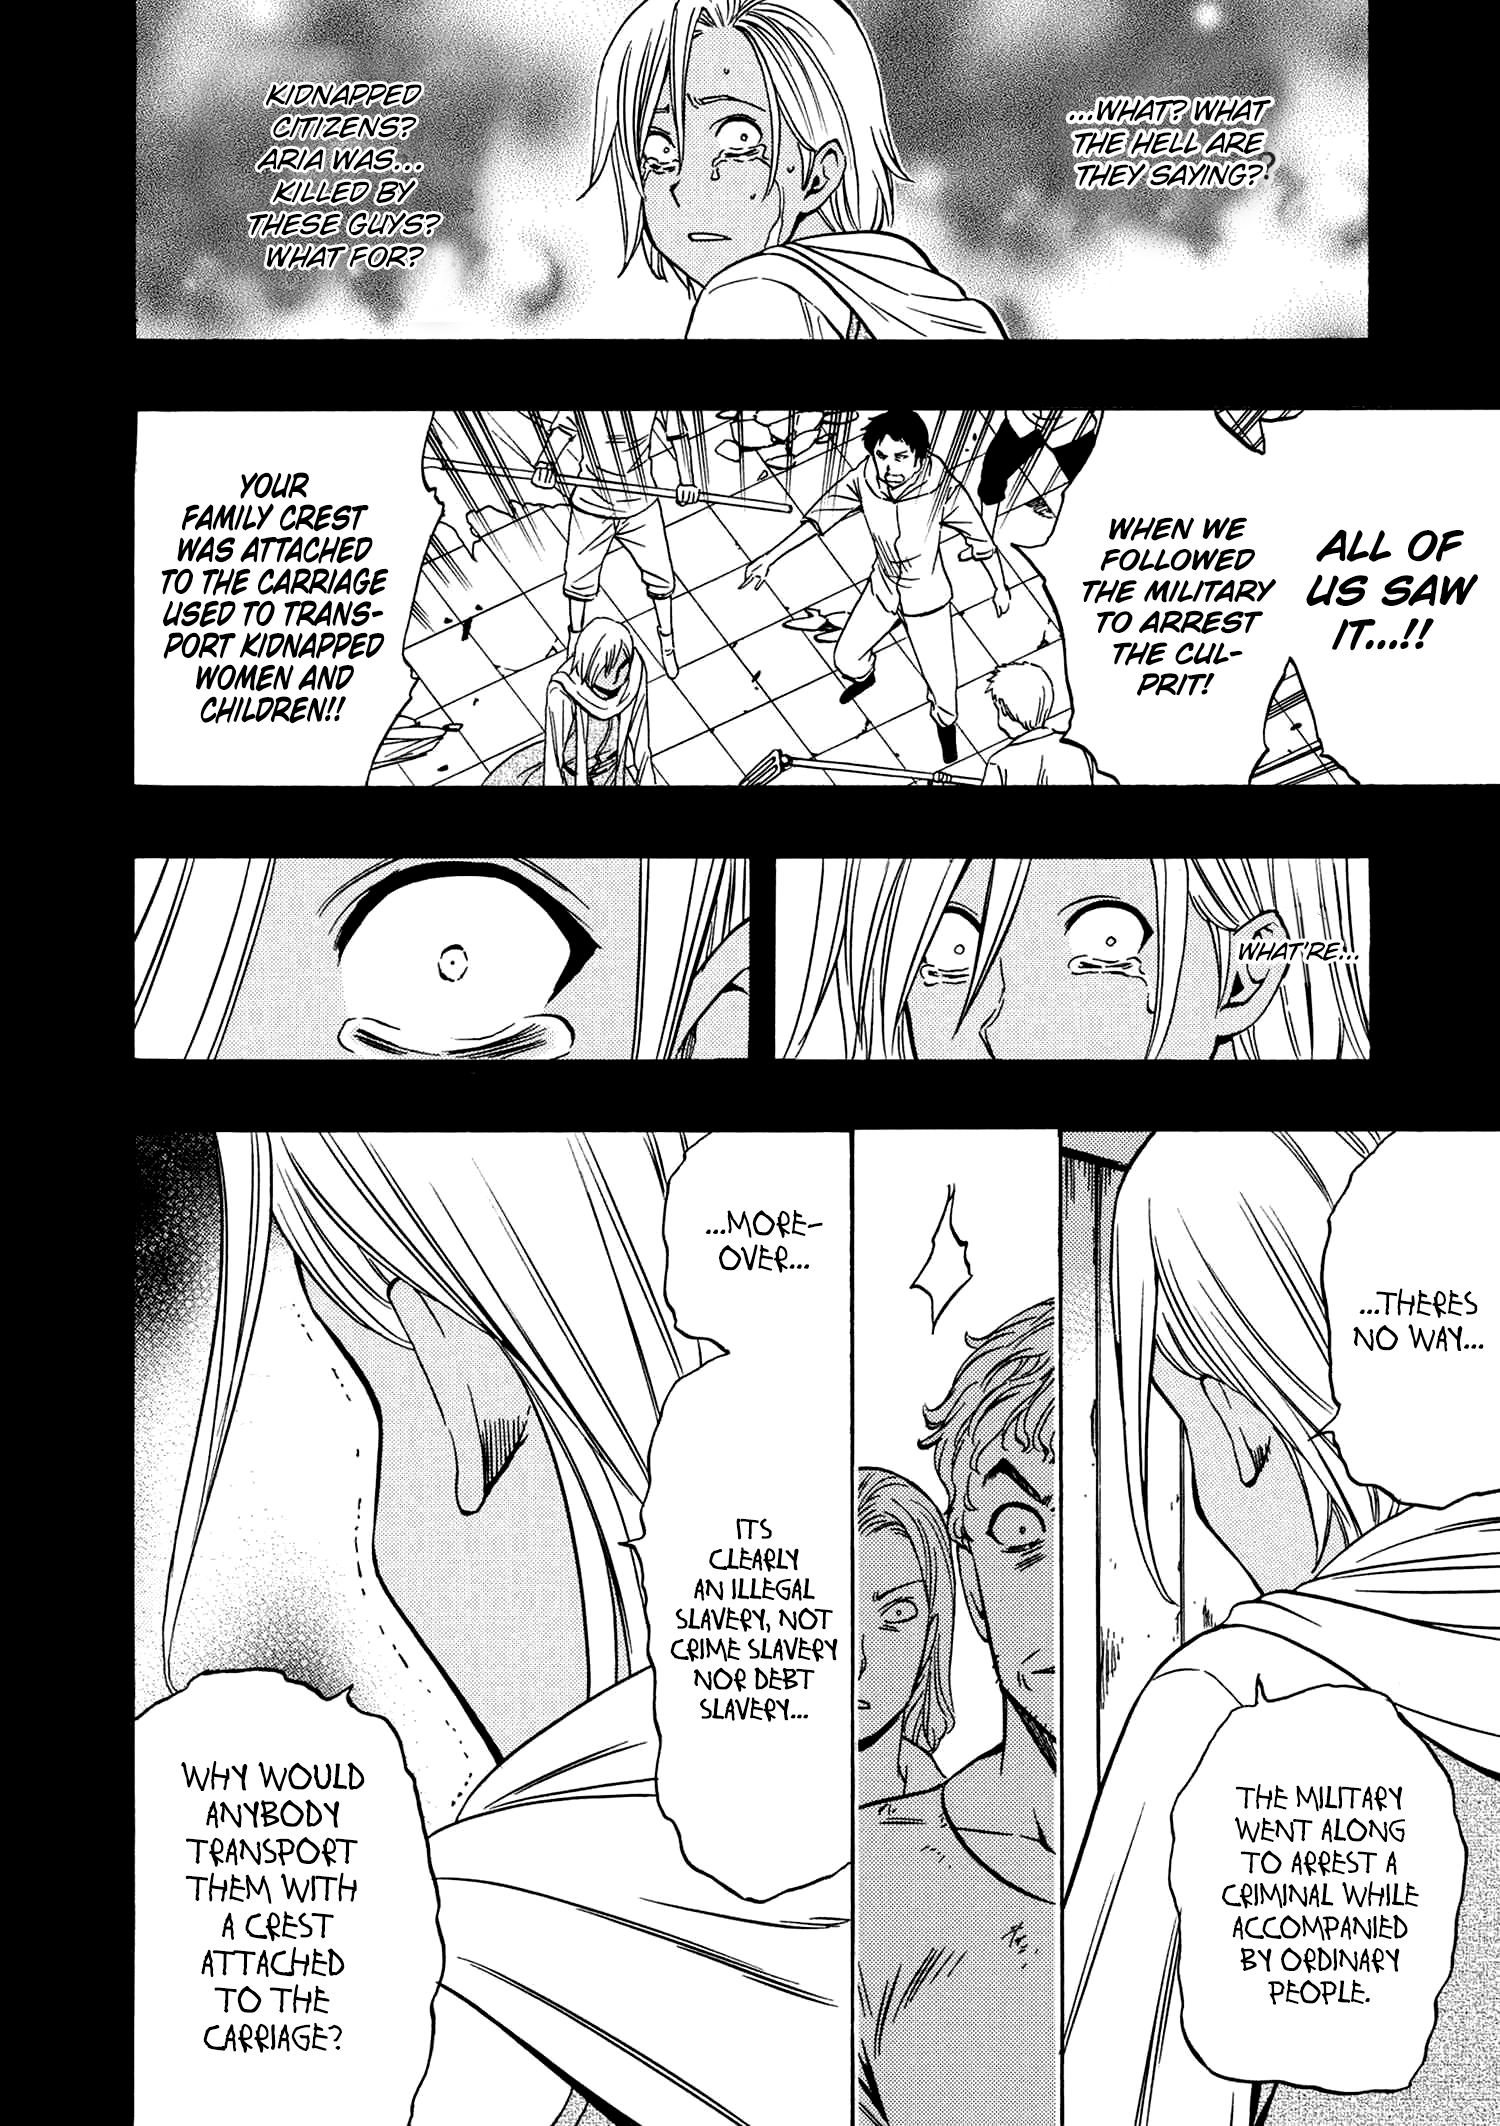 ...WHAT? WHAT
THE HELL ARE
THEY SAYING?
KIDNAPPED
CITIZENS?
ARIA WAS...
KILLED BY
THESE GUYS?
WHAT FOR?
ALL OF
US SAW
IT...!!
WHEN WE
FOLLOWED
THE MILITARY
TO ARREST
THE CUL-
PRIT!
YOUR
FAMILY CREST
WAS ATTACHED
TO THE CARRIAGE
USED TO TRANS-
PORT KIDNAPPED
WOMEN AND
CHILDREN!!
WHAT'RE...
...THERES
NO WAY...
THE MILITARY
WENT ALONG
TO ARREST A
CRIMINAL WHILE
ACCOMPANIED
BY ORDINARY
PEOPLE.
...MORE-
OVER...
ITS
CLEARLY
AN ILLEGAL
SLAVERY, NOT
CRIME SLAVERY
NOR DEBT
SLAVERY...
WHY WOULD
ANYBODY
TRANSPORT
THEM WITH
A CREST
ATTACHED
TO THE
CARRIAGE?